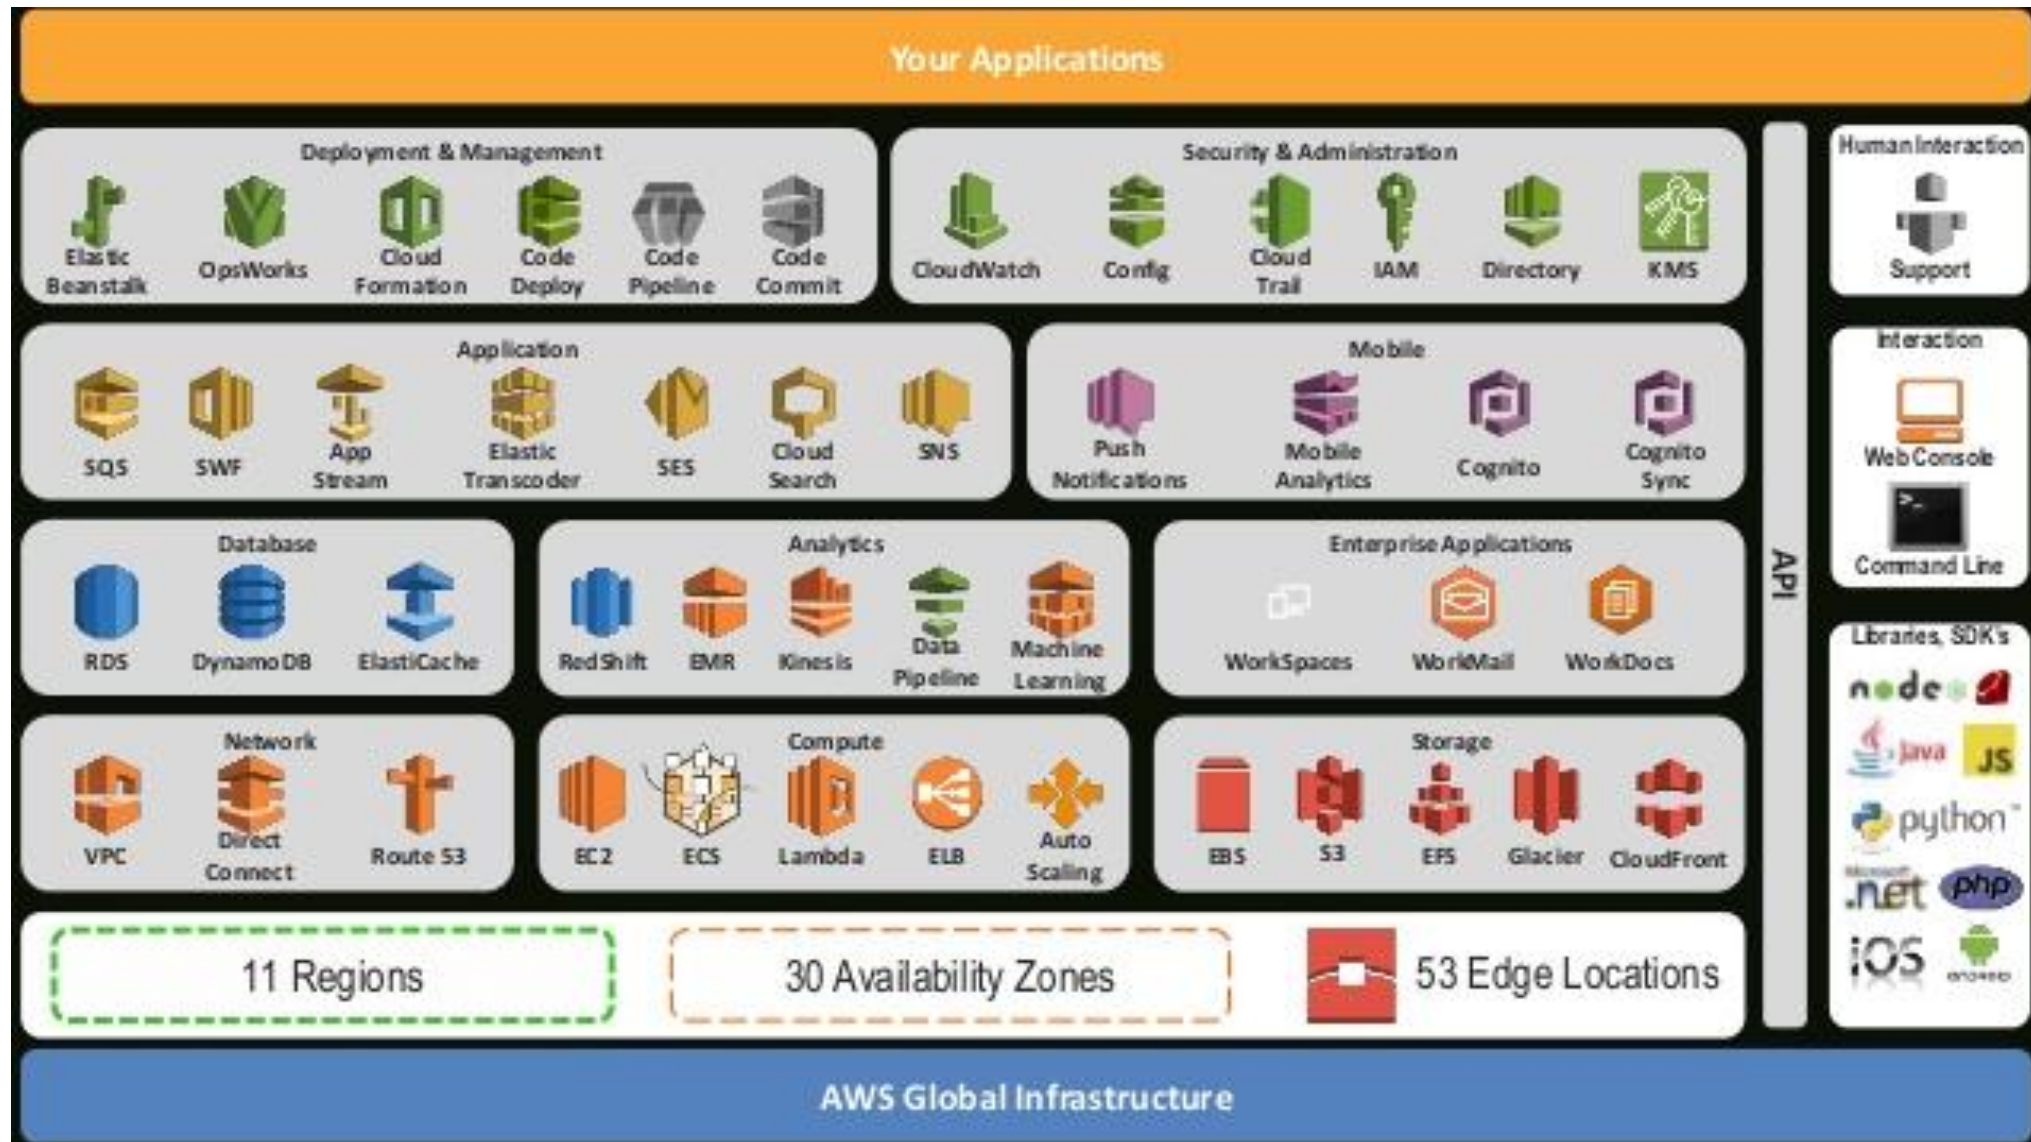 Your Applications
Deployment & Management
Elastic
Beanstalk
OpsWorks
Cloud
Formation
Code
Deploy
Code
Pipeline
Code
Commit
Security & Administration
CloudWatch
Config
Cloud
Trail
IAM
Directory
KMS
Human Interaction
Support
Application
SQS
SWF
App
Stream
Elastic
Transcoder
SES
Cloud
Search
SNS
Mobile
Push
Notifications
Mobile
Analytics
Cognito
Cognito
Sync
Interaction
Web Console
>_
Command Line
API
Database
RDS
DynamoDB
ElastiCache
Analytics
RedShift
EMR
Kinesis
Data
Pipeline
Machine
Learning
Enterprise Applications
WorkSpaces
WorkMail
WorkDocs
Libraries, SDK's
node
Java
JS
python™
Microsoft
.net
php
iOS
ANDROID
Network
VPC
Direct
Connect
Route 53
Compute
EC2
ECS
Lambda
ELB
Auto
Scaling
Storage
EBS
S3
EFS
Glacier
CloudFront
11 Regions
30 Availability Zones
53 Edge Locations
AWS Global Infrastructure